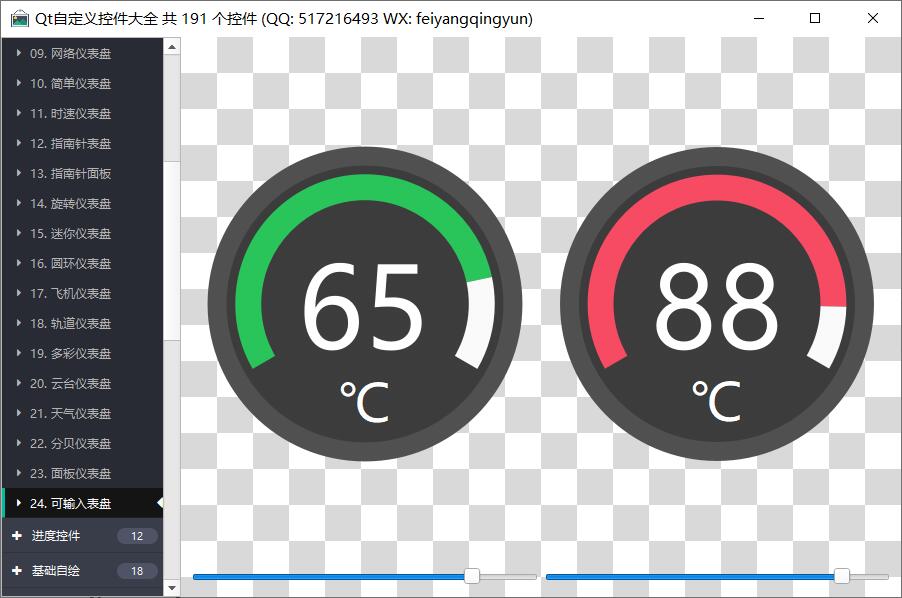 Qt自定义控件大全 共 191 个控件 (QQ: 517216493 WX: feiyangqingyun)
09. 网络仪表盘
10. 简单仪表盘
11. 时速仪表盘
12. 指南针表盘
13. 指南针面板
14. 旋转仪表盘
15. 迷你仪表盘
16. 圆环仪表盘
17. 飞机仪表盘
18. 轨道仪表盘
19. 多彩仪表盘
20. 云台仪表盘
21. 天气仪表盘
22. 分贝仪表盘
23. 面板仪表盘
24. 可输入表盘
进度控件 12
基础自绘 18
65
℃
88
℃